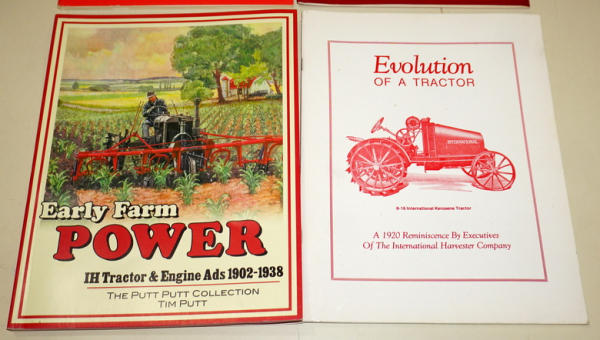 Early Farm
POWER
IH Tractor & Engine Ads 1902-1938
THE PUTT PUTT COLLECTION
TIM PUTT
Evolution
OF A TRACTOR
INTERNATIONAL
8-16 International Kerosene Tractor
A 1920 Reminiscence By Executives
Of The International Harvester Company